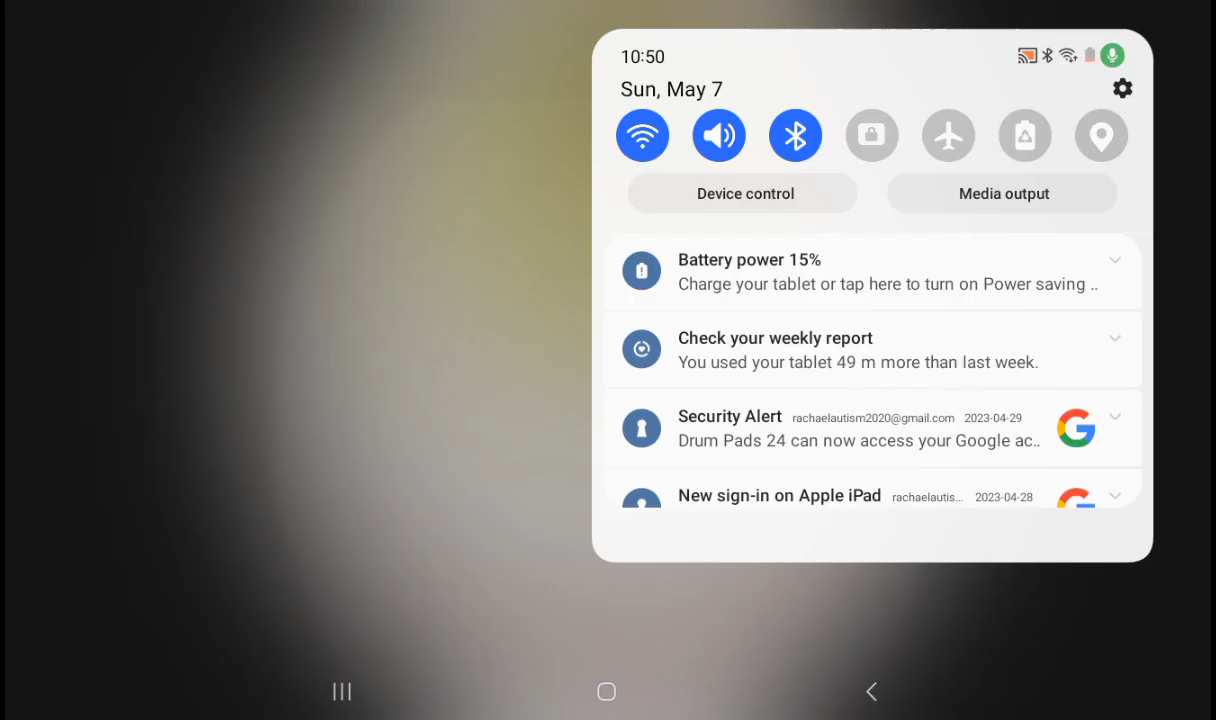 10:50
Sun, May 7
Device control
Media output
Battery power 15%
Charge your tablet or tap here to turn on Power saving ..
Check your weekly report
You used your tablet 49 m more than last week.
Security Alert rachaelautism2020@gmail.com 2023-04-29
Drum Pads 24 can now access your Google ac..
New sign-in on Apple iPad rachaelautis... 2023-04-28